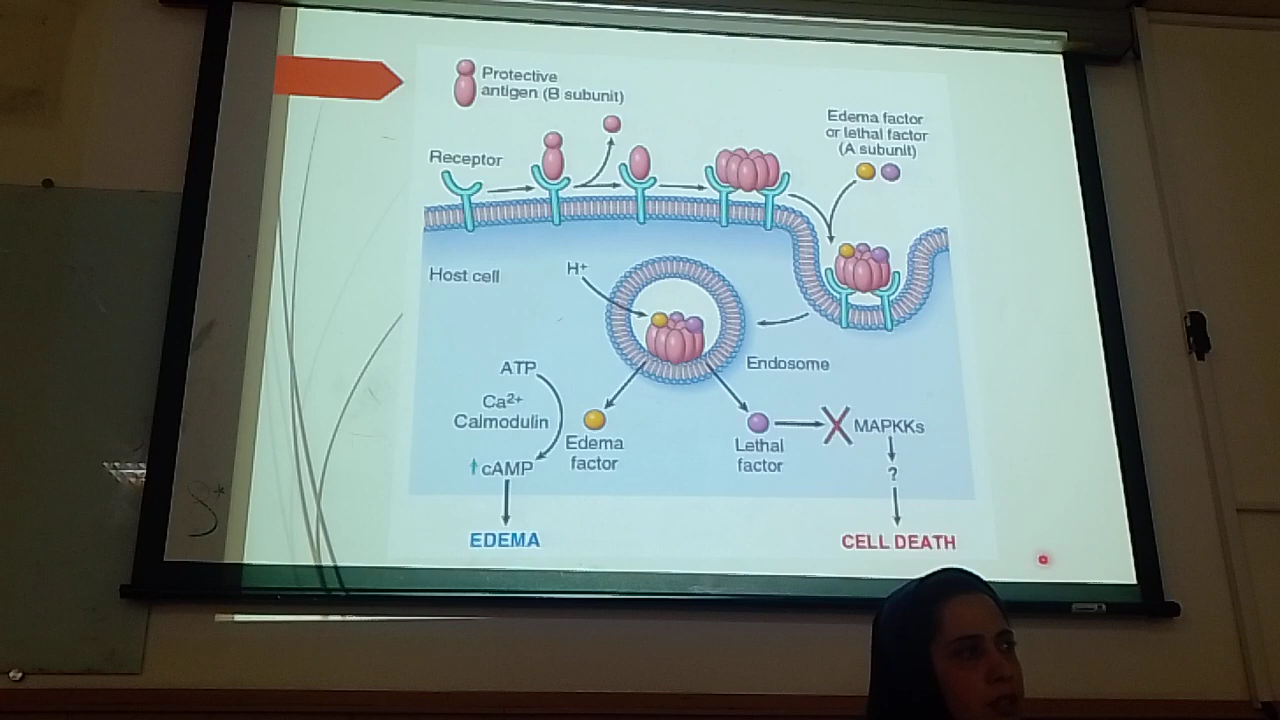 Protective
antigen (B subunit)
Edema factor
or lethal factor
(A subunit)
Receptor
Host cell
H+
Endosome
ATP
Ca2+
Calmodulin
↑cAMP
Edema
factor
Lethal
factor
MAPKKs
?
EDEMA
CELL DEATH